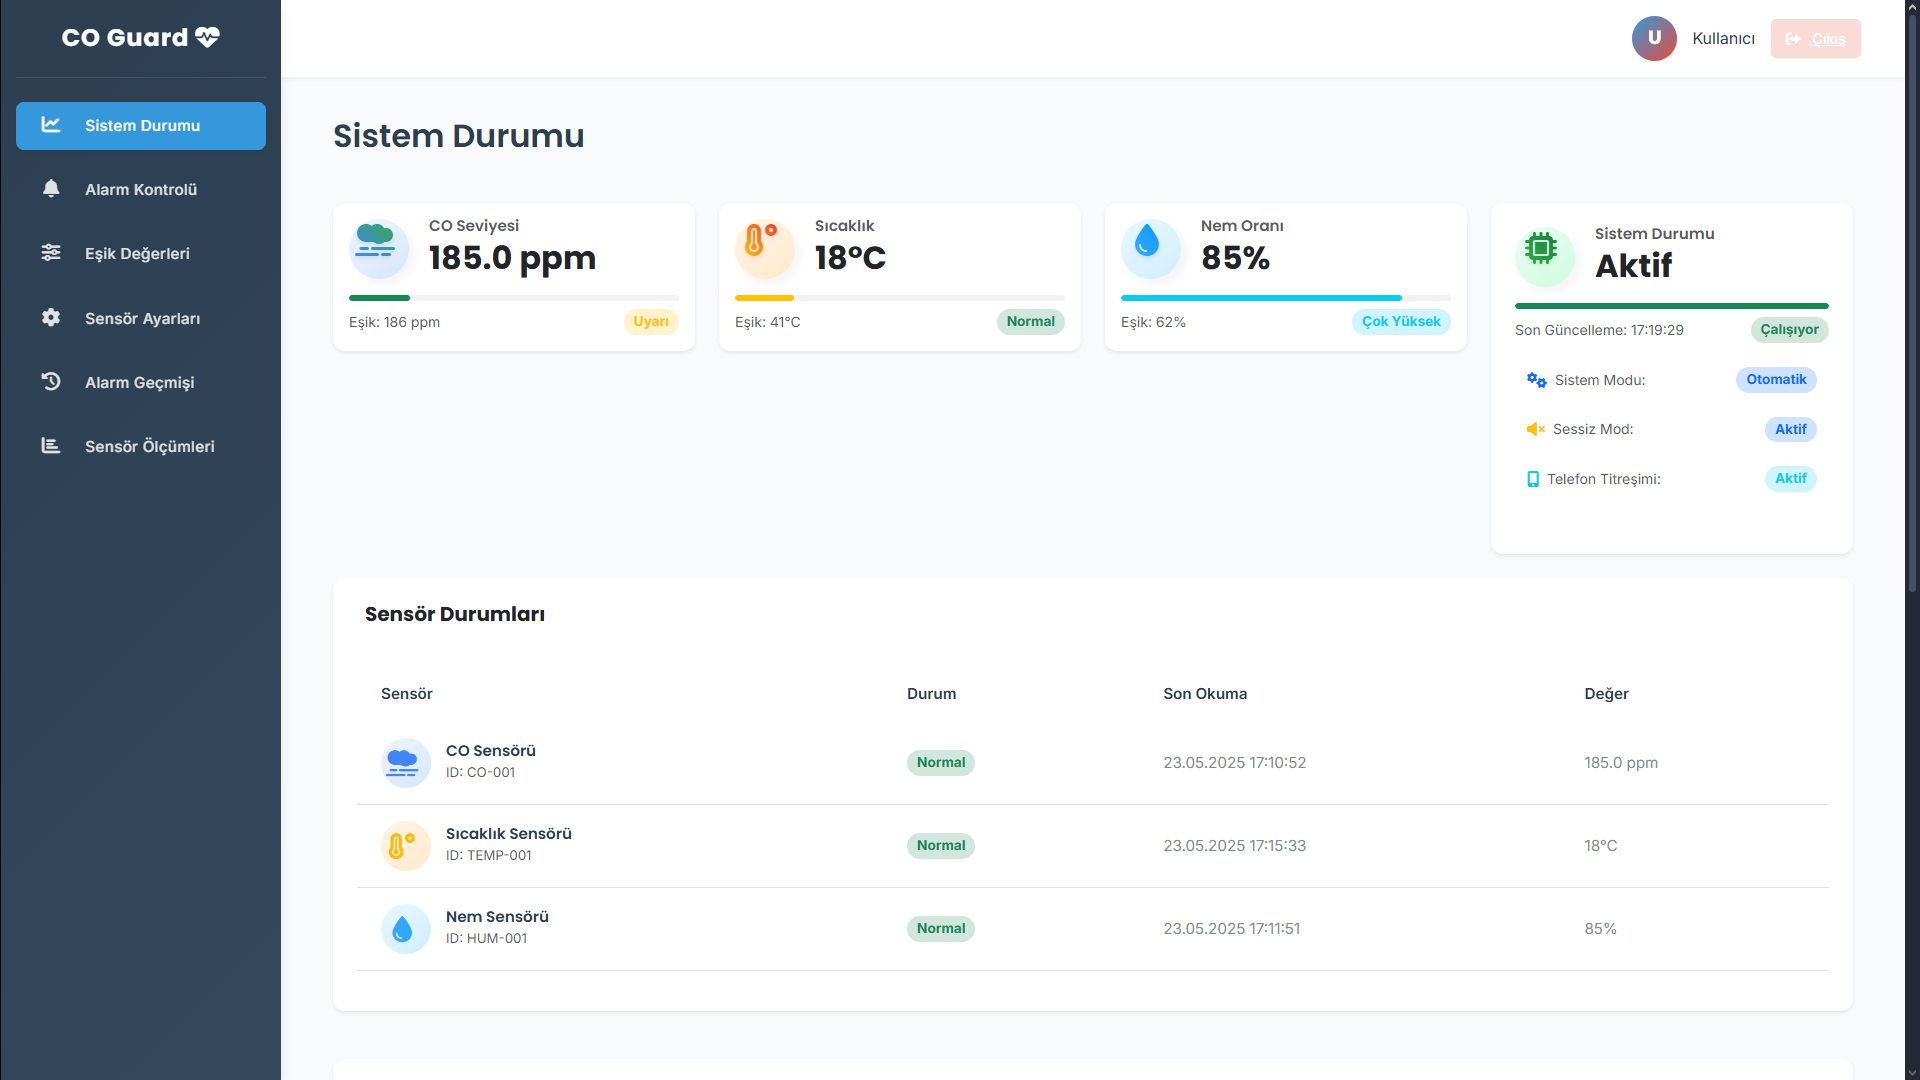 CO Guard
Kullanıcı
Çıkış
U
Sistem Durumu
Alarm Kontrolü
Eşik Değerleri
Sensör Ayarları
Alarm Geçmişi
Sensör Ölçümleri
Sistem Durumu
CO Seviyesi
185.0 ppm
Eşik: 186 ppm
Uyarı
Sıcaklık
18°C
Eşik: 41°C
Normal
Nem Oranı
85%
Eşik: 62%
Çok Yüksek
Sistem Durumu
Aktif
Son Güncelleme: 17:19:29
Çalışıyor
Sistem Modu:
Otomatik
Sessiz Mod:
Aktif
Telefon Titreşimi:
Aktif
Sensör Durumları
Sensör Durum Son Okuma Değer
CO Sensörü
ID: CO-001
Normal 23.05.2025 17:10:52 185.0 ppm
Sıcaklık Sensörü
ID: TEMP-001
Normal 23.05.2025 17:15:33 18°C
Nem Sensörü
ID: HUM-001
Normal 23.05.2025 17:11:51 85%